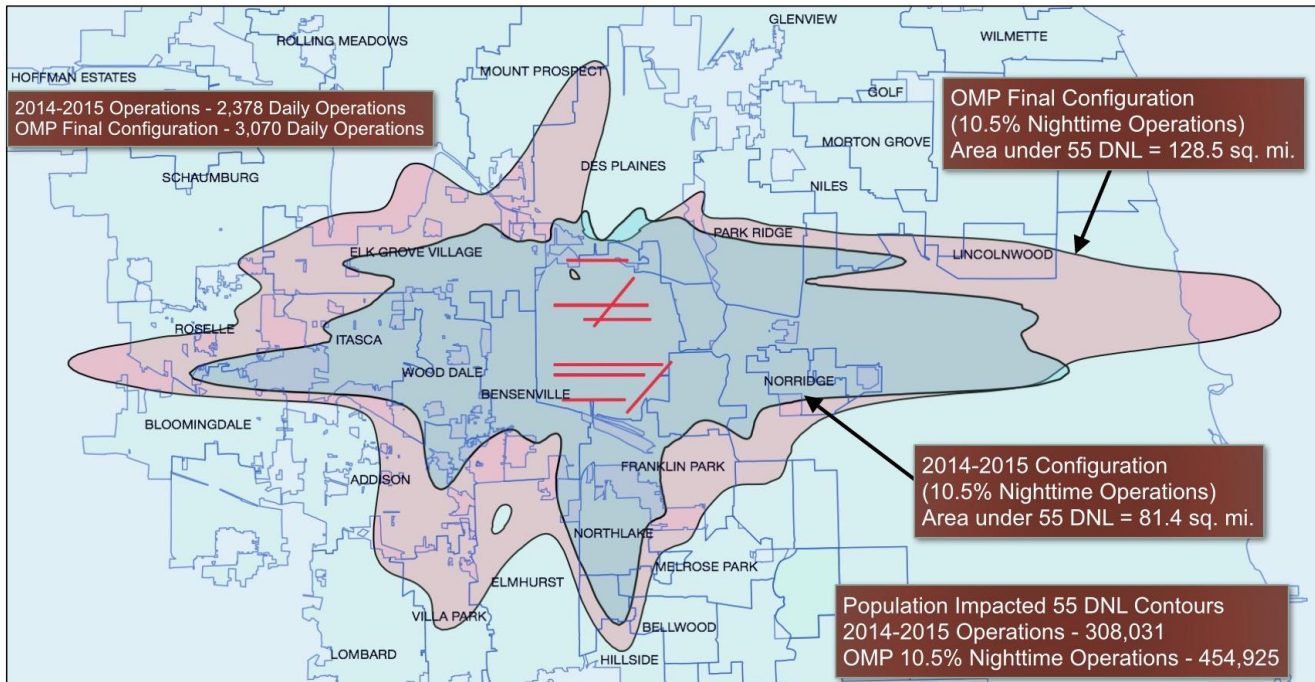 GLENVIEW
WILMETTE
ROLLING MEADOWS
HOFFMAN ESTATES
MOUNT PROSPECT
GOLF
OMP Final Configuration
(10.5% Nighttime Operations)
Area under 55 DNL = 128.5 sq. mi.
2014-2015 Operations - 2,378 Daily Operations
OMP Final Configuration - 3,070 Daily Operations
MORTON GROVE
DES PLAINES
SCHAUMBURG
NILES
PARK RIDGE
ELK GROVE VILLAGE
LINCOLNWOOD
ROSELLE
ITASCA
WOOD DALE
NORRIDGE
BENSENVILLE
BLOOMINGDALE
FRANKLIN PARK
2014-2015 Configuration
(10.5% Nighttime Operations)
Area under 55 DNL = 81.4 sq. mi.
ADDISON
NORTHLAKE
MELROSE PARK
ELMHURST
VILLA PARK
BELLWOOD
Population Impacted 55 DNL Contours
2014-2015 Operations - 308,031
OMP 10.5% Nighttime Operations - 454,925
LOMBARD
HILLSIDE